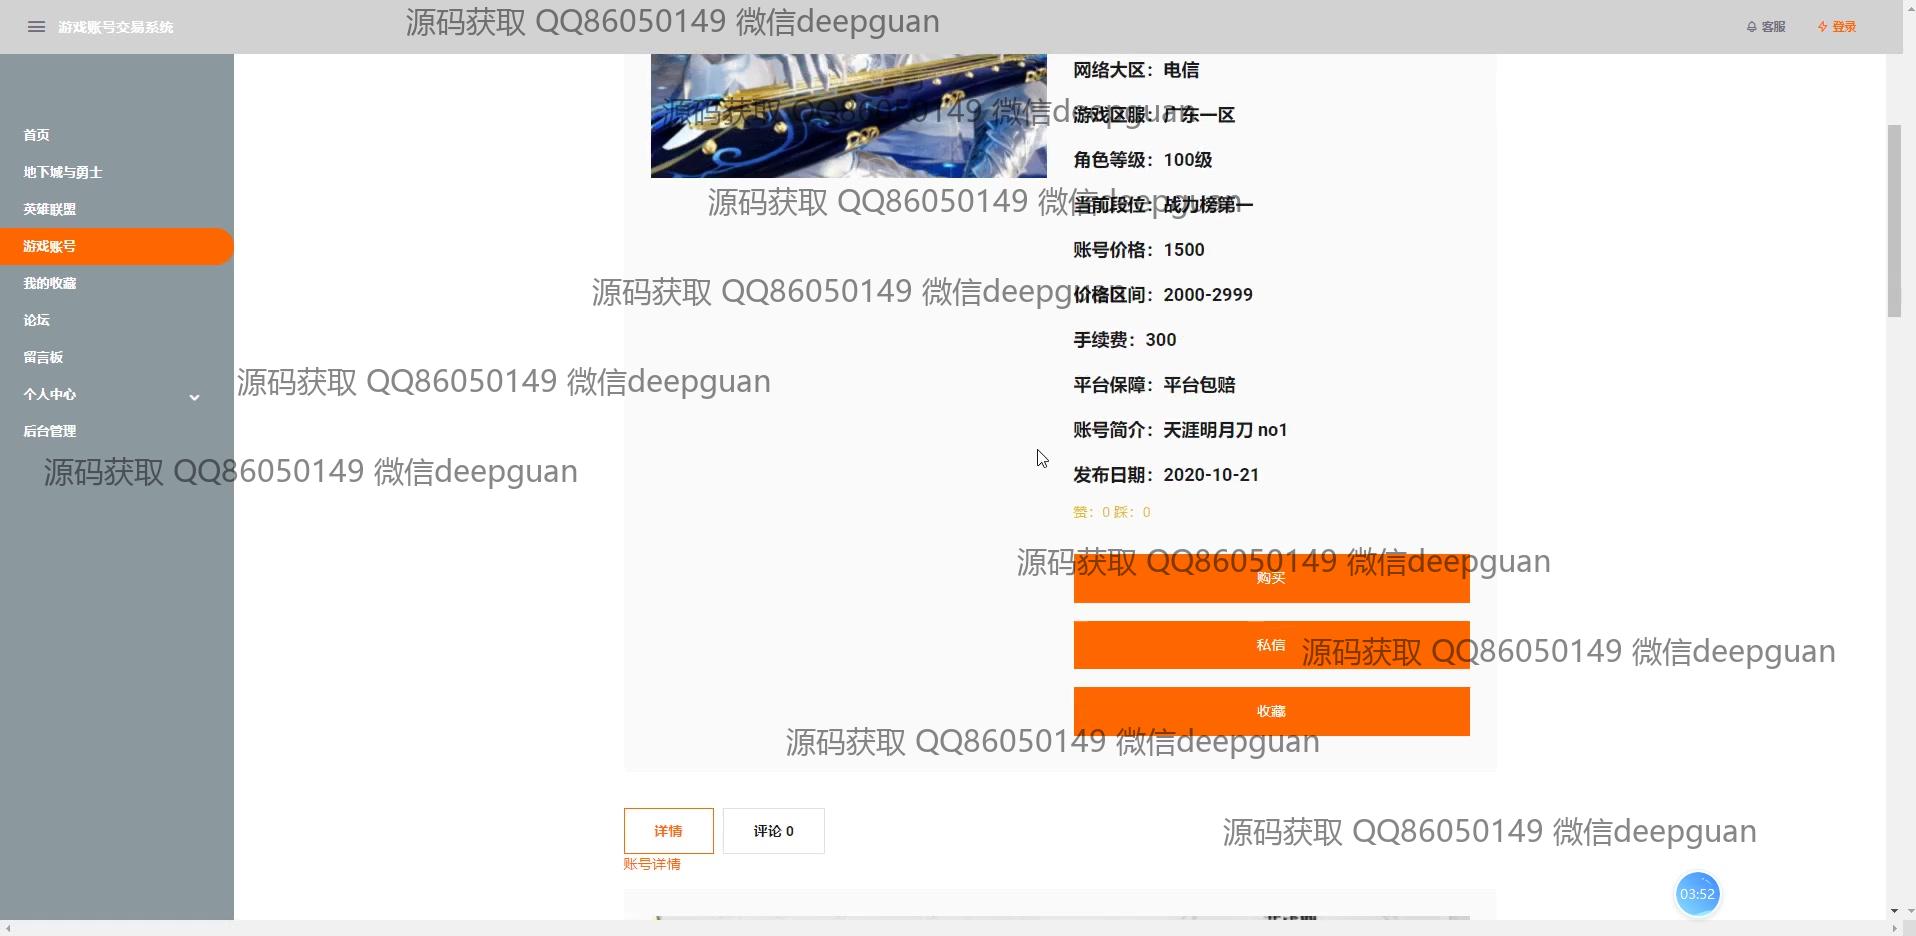 游戏账号交易系统
源码获取 QQ86050149 微信deepguan
客服
登录
首页
地下城与勇士
英雄联盟
游戏账号
我的收藏
论坛
留言板
个人中心
后台管理
网络大区：电信
源码获取 QQ86050149 微信deepguan
游戏区服：广东一区
角色等级：100级
源码获取 QQ86050149 微信deepguan
当前段位：战力榜第一
账号价格：1500
源码获取 QQ86050149 微信deepguan
价格区间：2000-2999
手续费：300
源码获取 QQ86050149 微信deepguan
平台保障：平台包赔
账号简介：天涯明月刀 no1
源码获取 QQ86050149 微信deepguan
发布日期：2020-10-21
赞：0 踩：0
源码获取 QQ86050149 微信deepguan
购买
私信
源码获取 QQ86050149 微信deepguan
收藏
源码获取 QQ86050149 微信deepguan
详情
评论 0
源码获取 QQ86050149 微信deepguan
账号详情
03:52